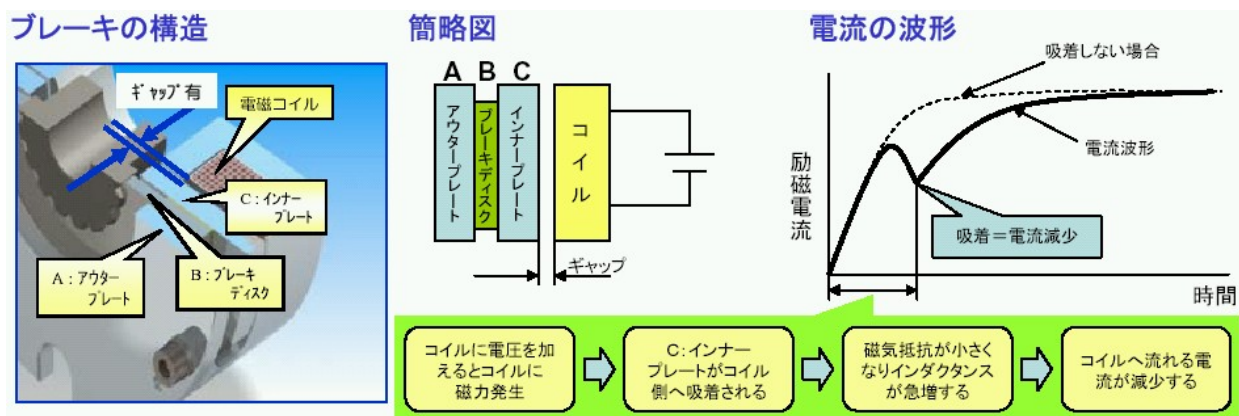 ブレーキの構造
ギャップ有
電磁コイル
C:インナー
プレート
A:アウター
プレート
B:ブレーキ
ディスク
簡略図
A B C
アウタープレート
ブレーキディスク
インナープレート
コイル
ギャップ
電流の波形
吸着しない場合
励磁電流
電流波形
吸着=電流減少
時間
コイルに電圧を加
えるとコイルに
磁力発生
C:インナー
プレートがコイル
側へ吸着される
磁気抵抗が小さく
なりインダクタンス
が急増する
コイルへ流れる電
流が減少する